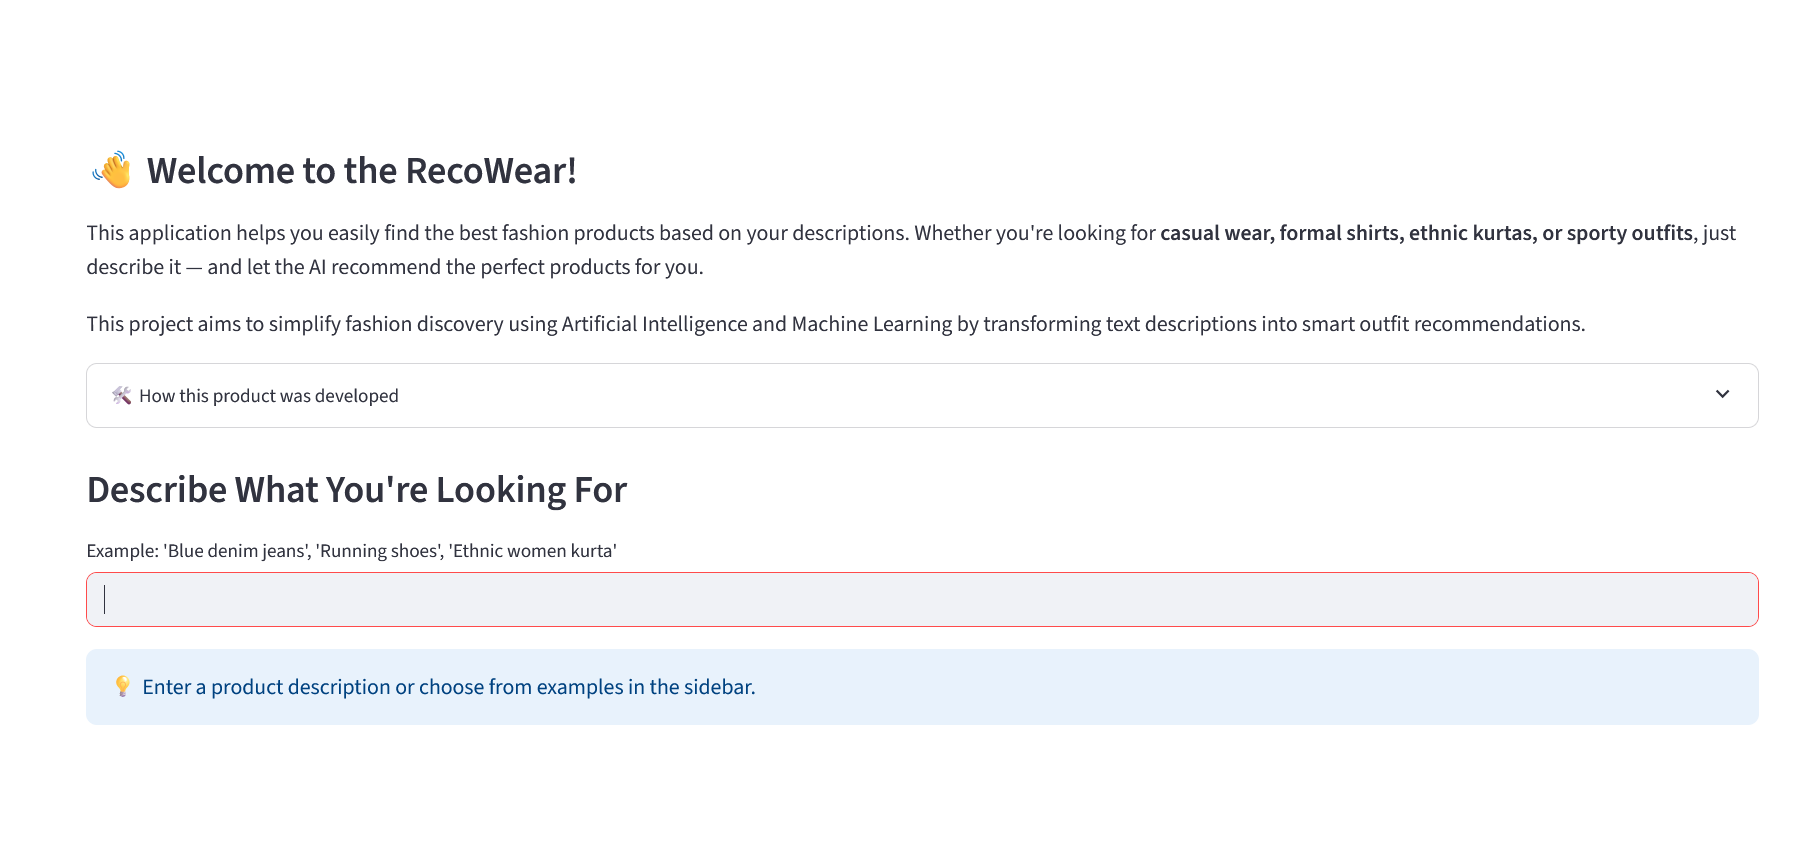 👋 Welcome to the RecoWear!
This application helps you easily find the best fashion products based on your descriptions. Whether you're looking for casual wear, formal shirts, ethnic kurtas, or sporty outfits, just
describe it — and let the AI recommend the perfect products for you.
This project aims to simplify fashion discovery using Artificial Intelligence and Machine Learning by transforming text descriptions into smart outfit recommendations.
🛠️ How this product was developed
Describe What You're Looking For
Example: 'Blue denim jeans', 'Running shoes', 'Ethnic women kurta'
💡 Enter a product description or choose from examples in the sidebar.